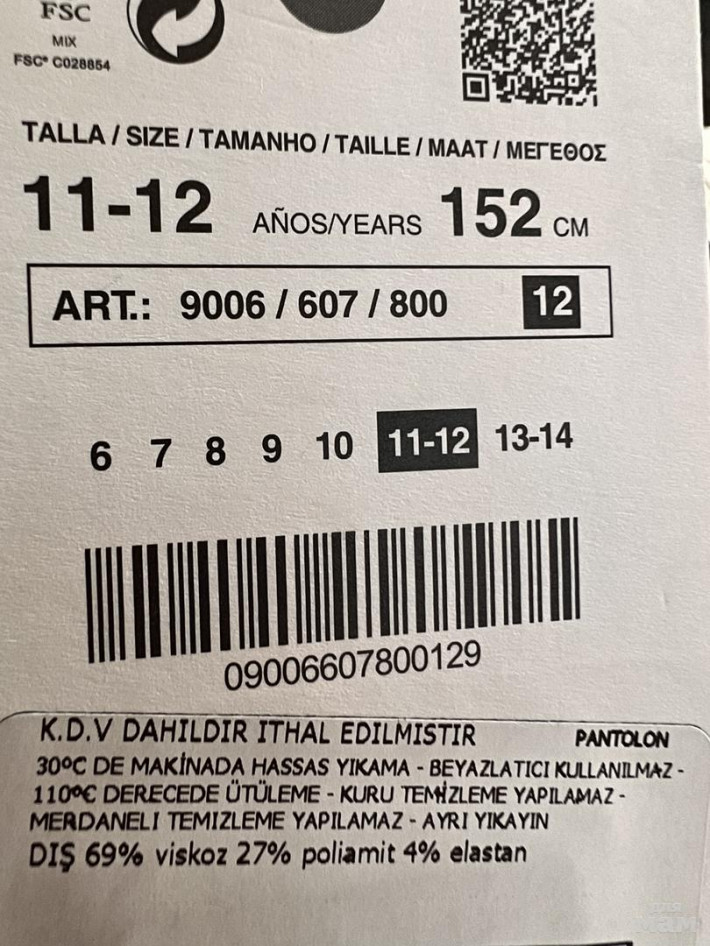 FSC
MIX
FSC® C028854
TALLA / SIZE / TAMANHO / TAILLE / MAAT / ΜΕΓΕΘΟΣ
11-12 AÑOS/YEARS 152 CM
ART.: 9006 / 607 / 800 12
6 7 8 9 10 11-12 13-14
09006607800129
K.D.V DAHILDIR ITHAL EDILMISTIR PANTOLON
30ºC DE MAKİNADA HASSAS YIKAMA - BEYAZLATICI KULLANILMAZ -
110ºC DERECEDE ÜTÜLEME - KURU TEMİZLEME YAPILAMAZ -
MERDANELI TEMIZLEME YAPILAMAZ - AYRI YIKAYIN
DIŞ 69% viskoz 27% poliamit 4% elastan